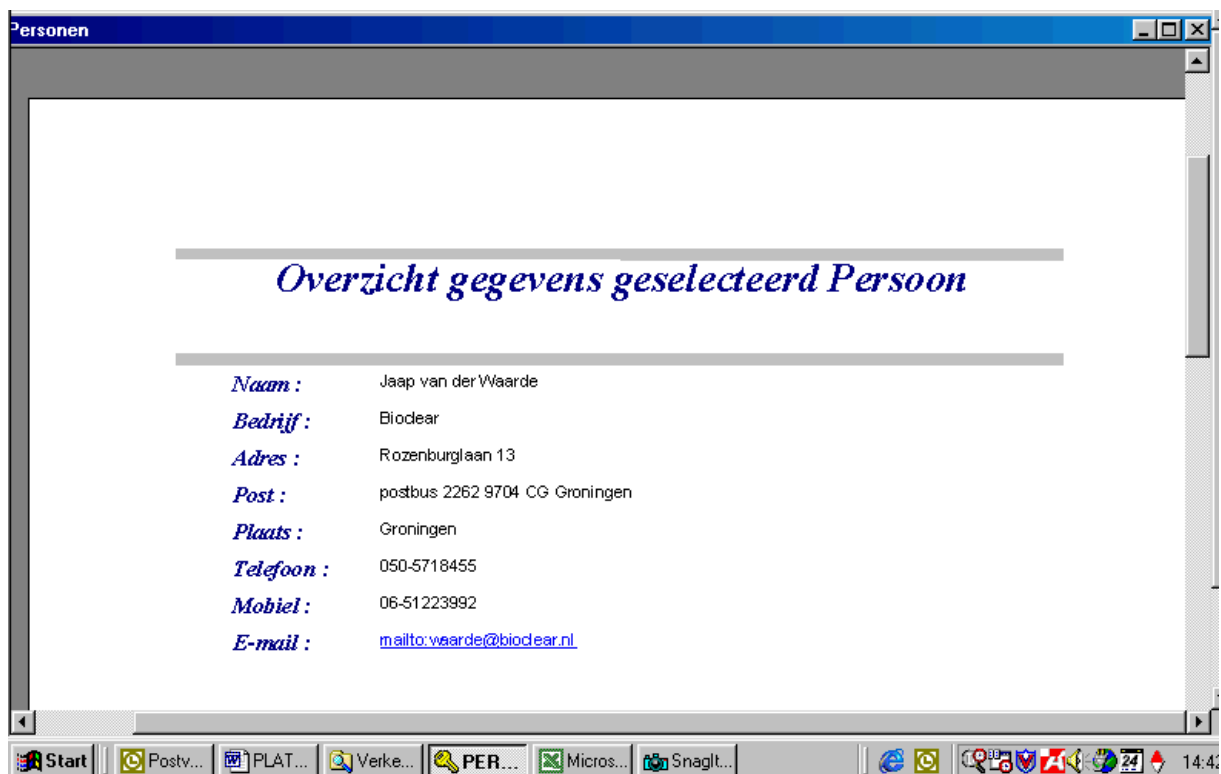 Personen
Overzicht gegevens geselecteerd Persoon
Naam : Jaap van der Waarde
Bedrijf : Bioclear
Adres : Rozenburglaan 13
Post : postbus 2262 9704 CG Groningen
Plaats : Groningen
Telefoon : 050-5718455
Mobiel : 06-51223992
E-mail : mailto:waarde@bioclear.nl
Start Postv... PLAT... Verke... PER... Micros... SnagIt... 24 14:42